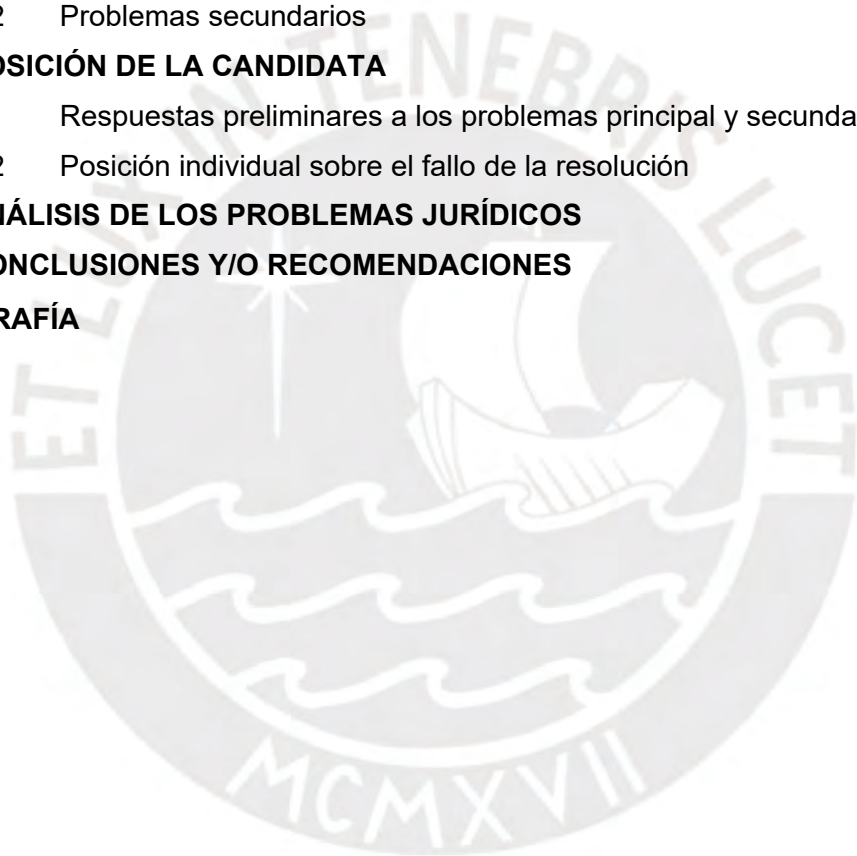 2 Problemas secundarios
OSICIÓN DE LA CANDIDATA
Respuestas preliminares a los problemas principal y secunda
2 Posición individual sobre el fallo de la resolución
NÁLISIS DE LOS PROBLEMAS JURÍDICOS
ONCLUSIONES Y/O RECOMENDACIONES
RAFÍA
ET LUX IN TENEBRIS LUCET
MCMXVII